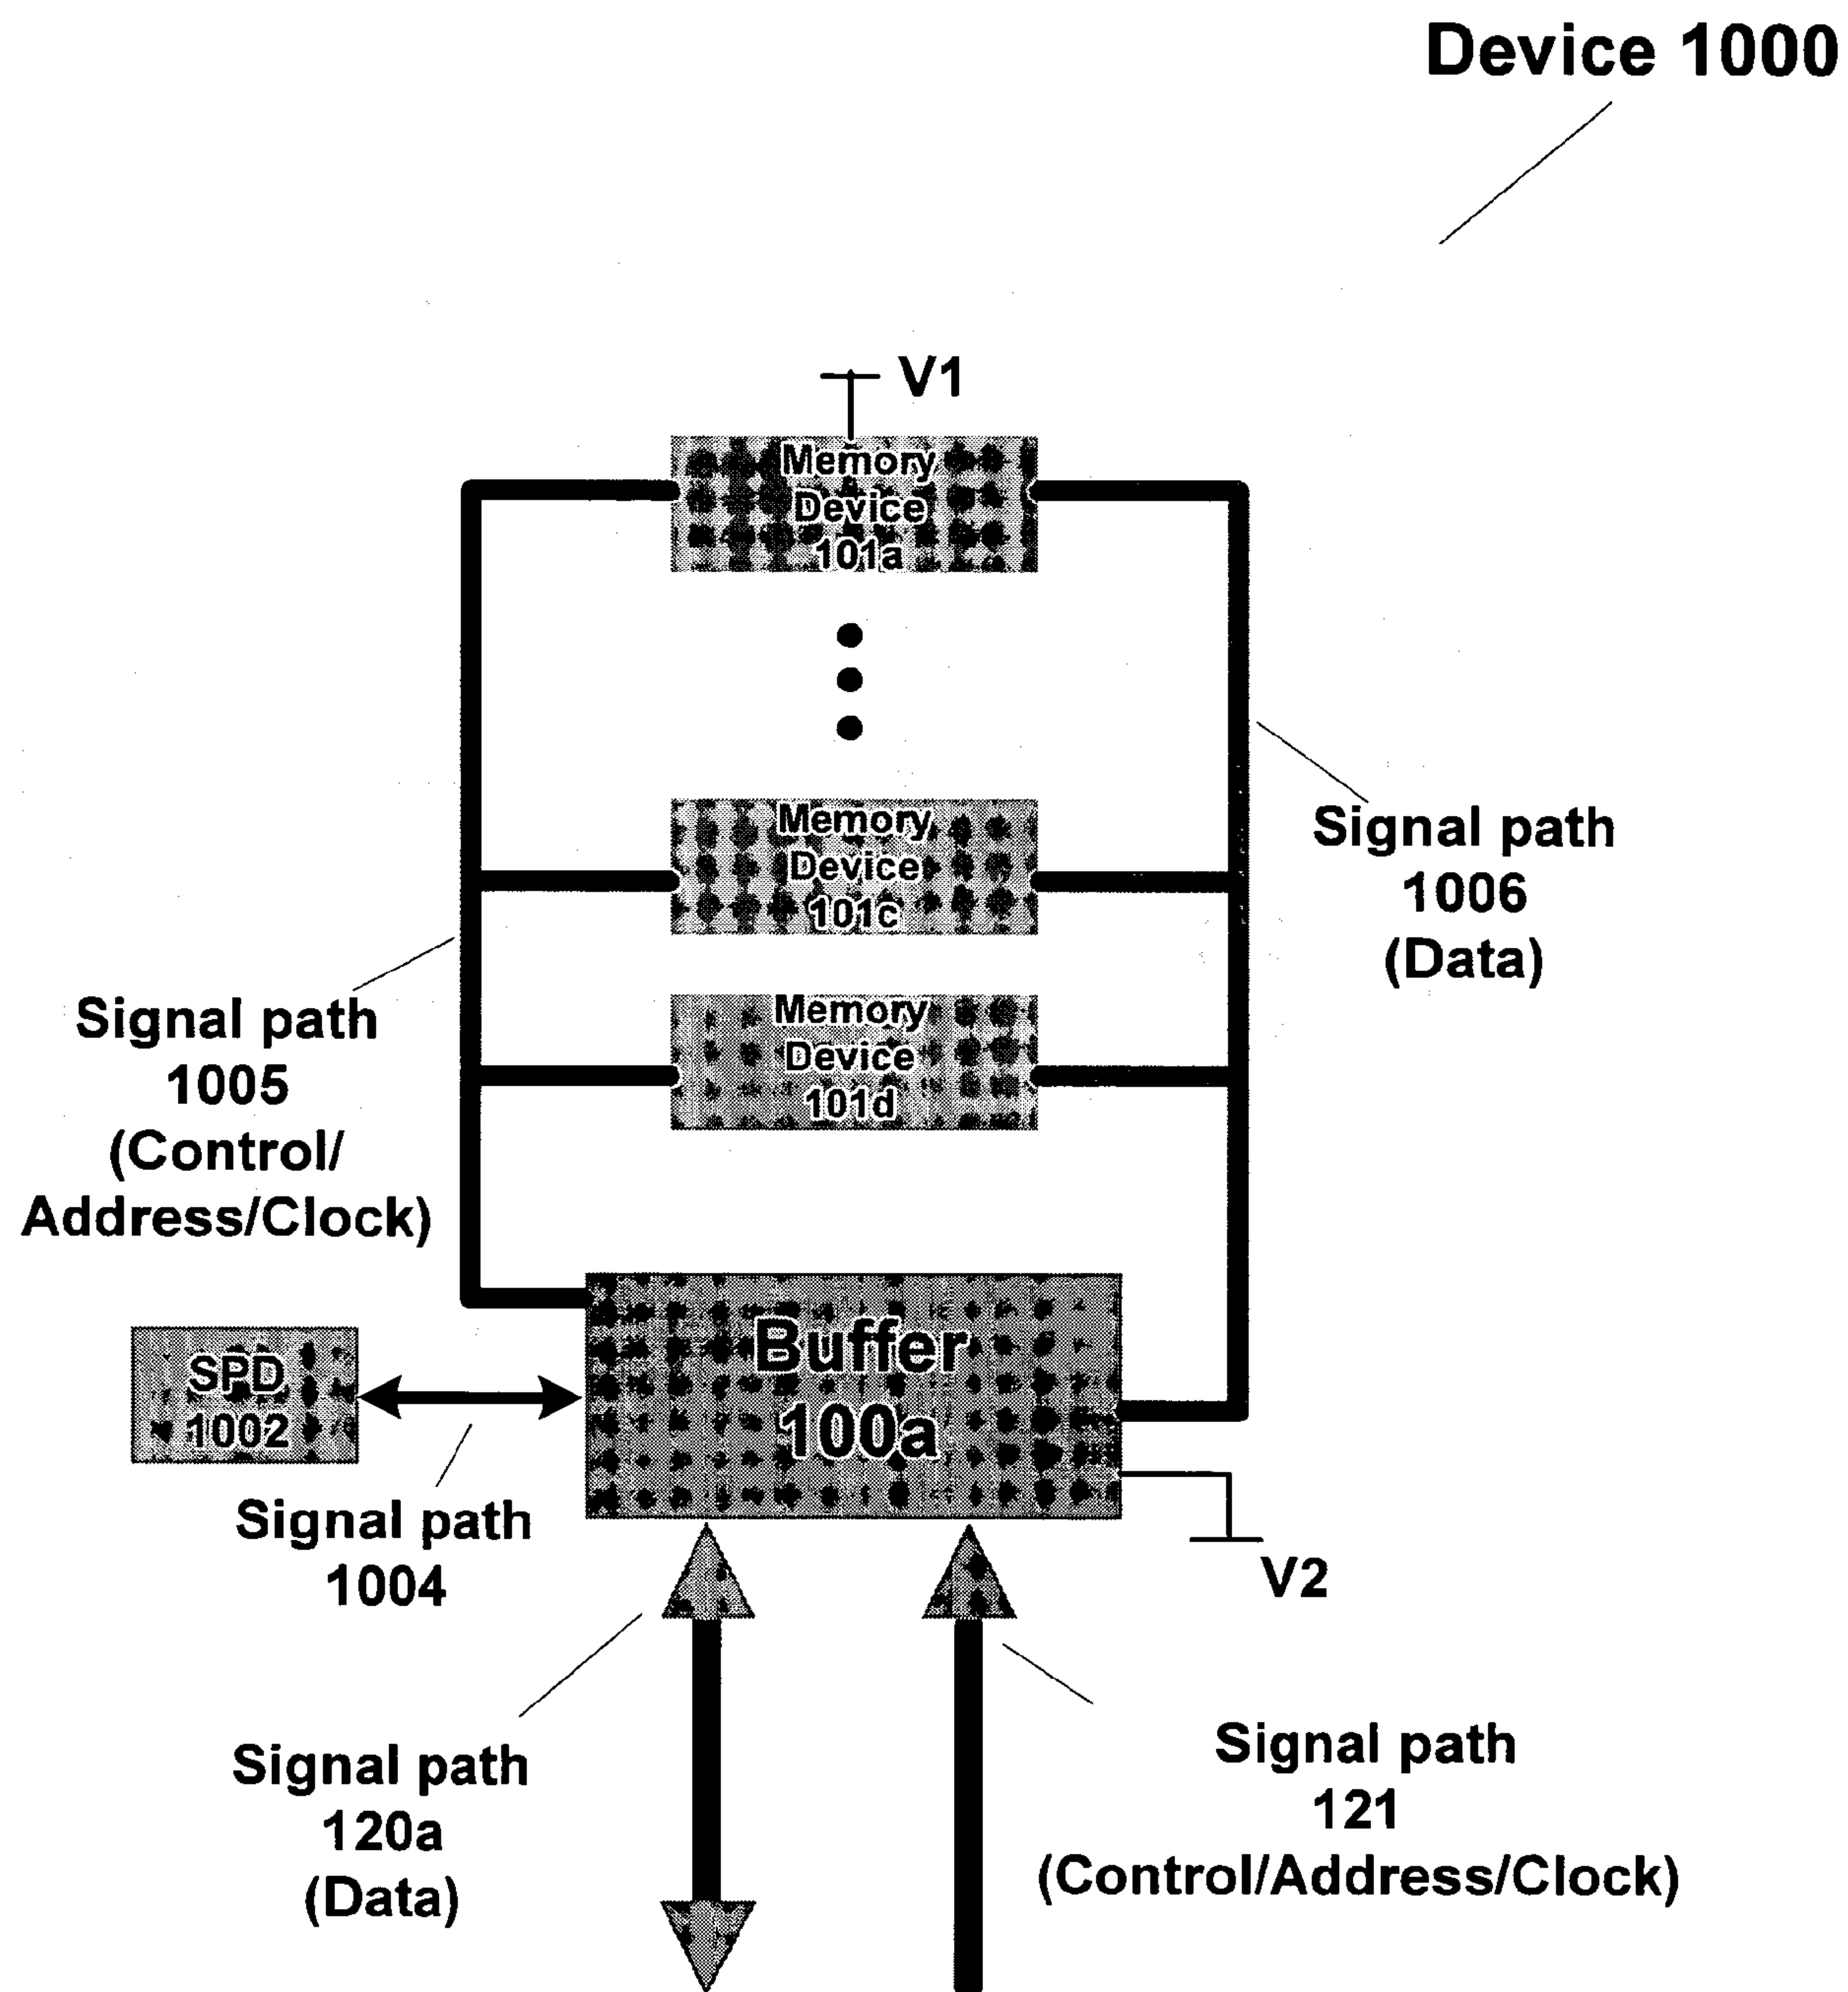 Device 1000
V1
Memory
Device
101a
Memory
Device
101c
Signal path
1006
(Data)
Memory
Device
101d
Signal path
1005
(Control/
Address/Clock)
Buffer
100a
SPD
1002
Signal path
1004
V2
Signal path
120a
(Data)
Signal path
121
(Control/Address/Clock)